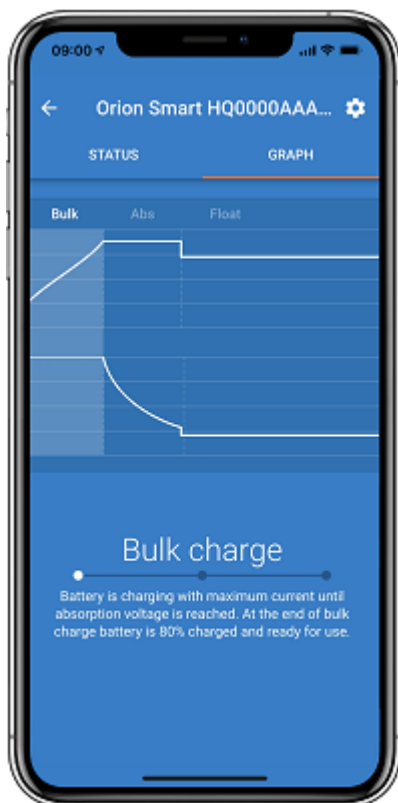 09:00
Orion Smart HQ0000AAA...
STATUS GRAPH
Bulk Abs Float
Bulk charge
Battery is charging with maximum current until
absorption voltage is reached. At the end of bulk
charge battery is 80% charged and ready for use.